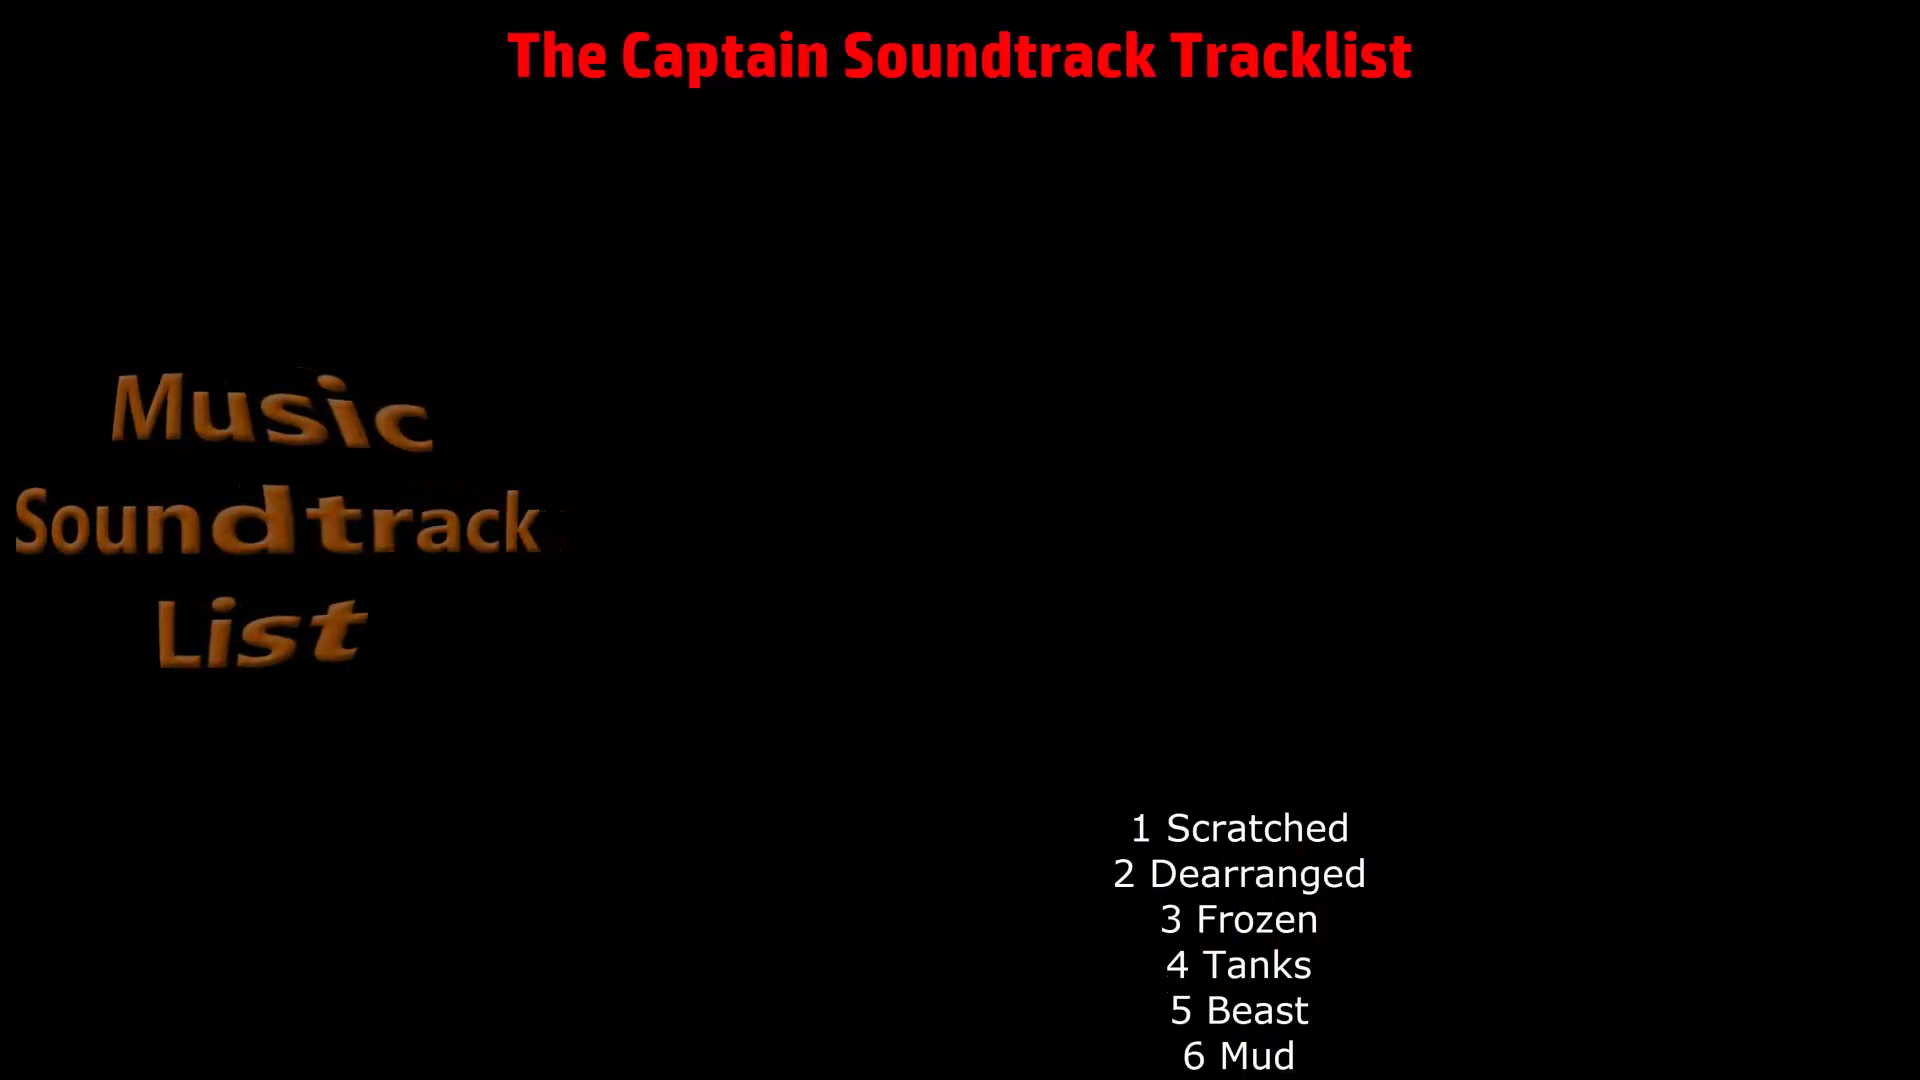 The Captain Soundtrack Tracklist
Music
Soundtrack
List
1 Scratched
2 Dearranged
3 Frozen
4 Tanks
5 Beast
6 Mud